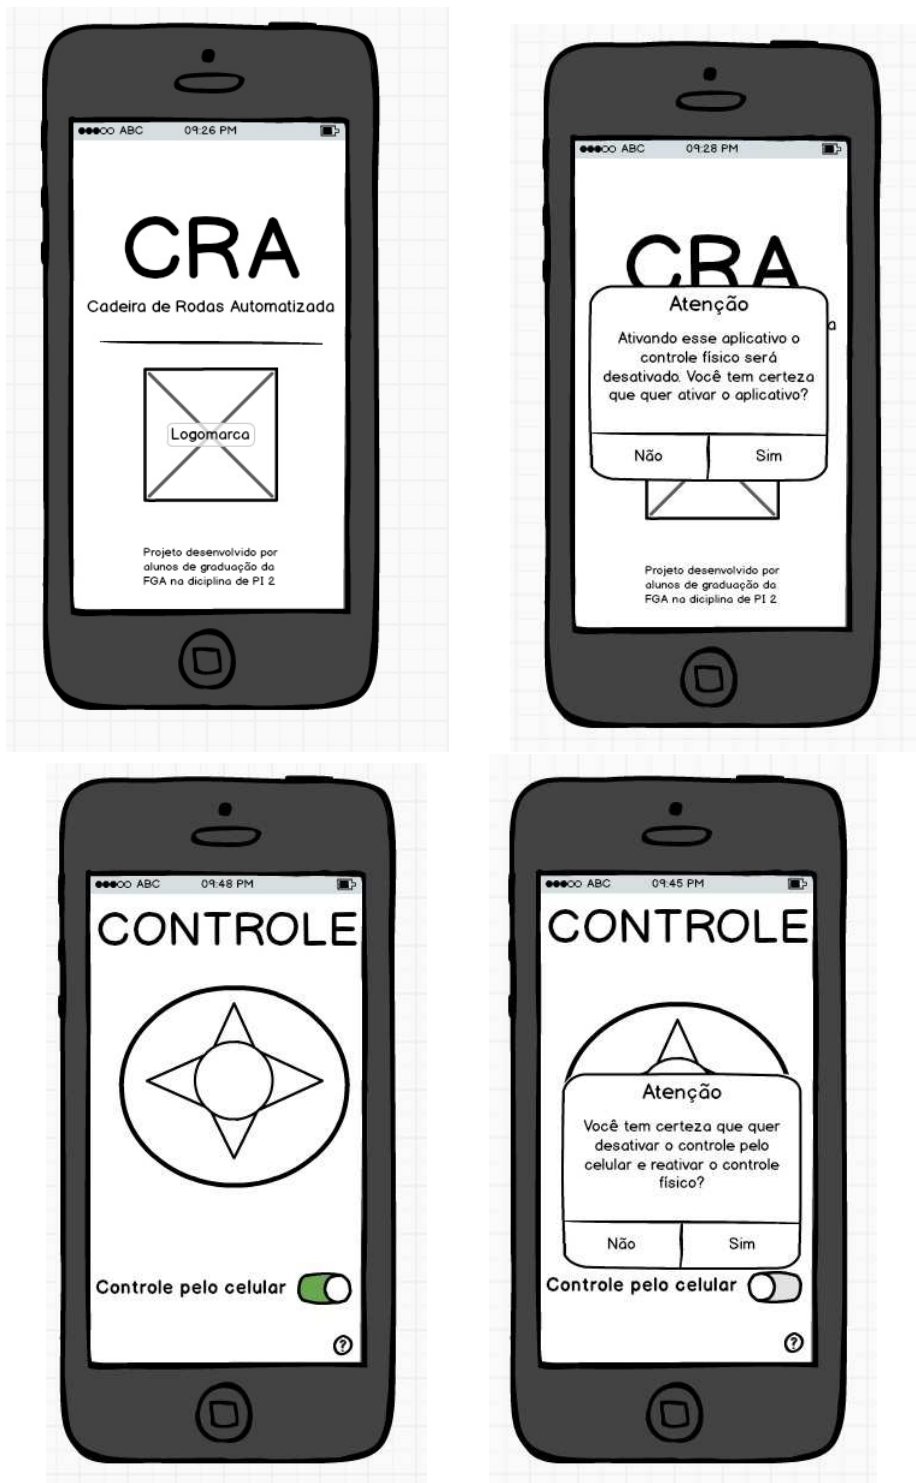 ABC 09:26 PM
CRA
Cadeira de Rodas Automatizada
Logomarca
Projeto desenvolvido por
alunos de graduação da
FGA na diciplina de PI 2
ABC 09:28 PM
CRA
a
Atenção
Ativando esse aplicativo o
controle físico será
desativado. Você tem certeza
que quer ativar o aplicativo?
Não Sim
Projeto desenvolvido por
alunos de graduação da
FGA na diciplina de PI 2
ABC 09:48 PM
CONTROLE
Controle pelo celular
?
ABC 09:45 PM
CONTROLE
Atenção
Você tem certeza que quer
desativar o controle pelo
celular e reativar o controle
físico?
Não Sim
Controle pelo celular
?